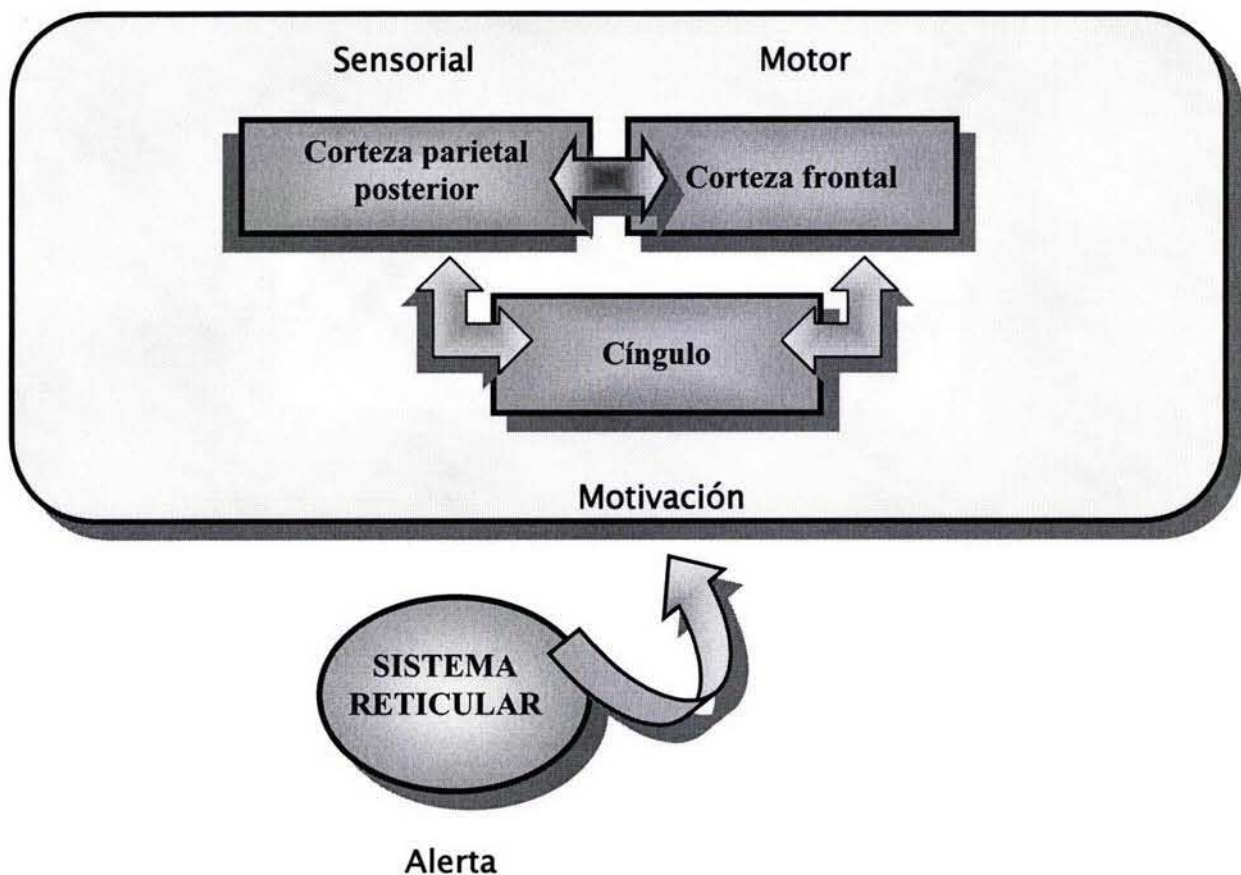 Sensorial
Motor
Corteza parietal
posterior
Corteza frontal
Cíngulo
Motivación
SISTEMA
RETICULAR
Alerta